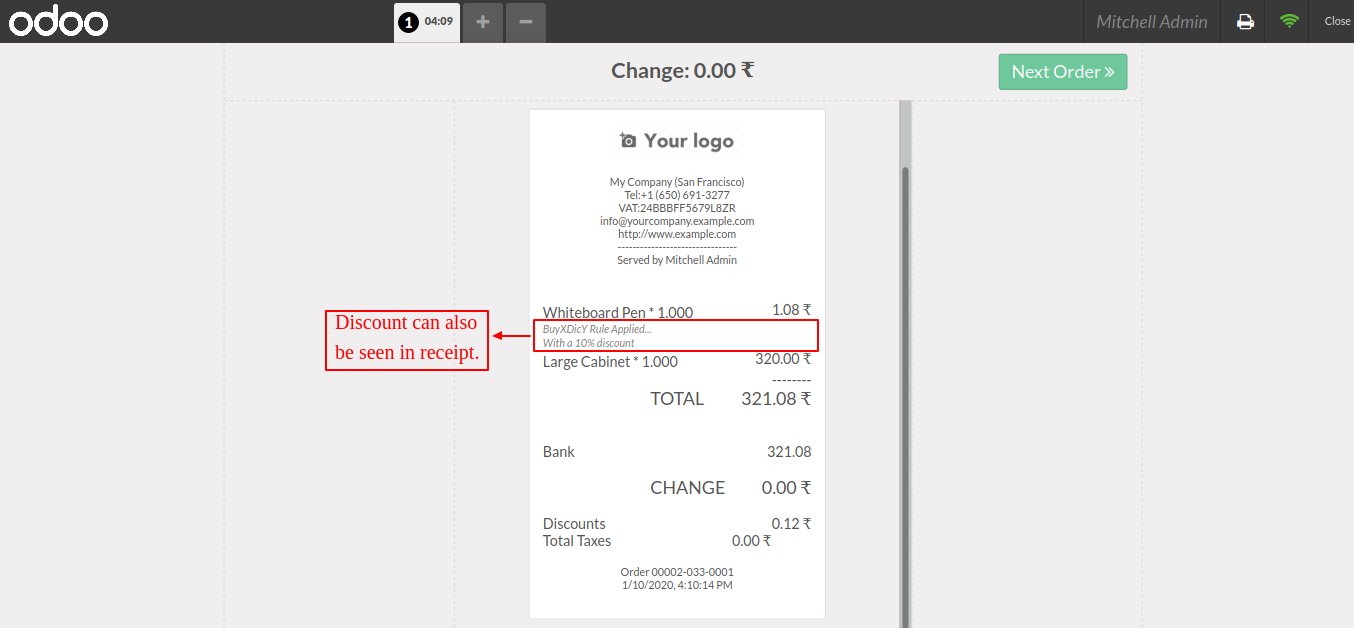 odoo
1 04:09 + − Mitchell Admin Close
Change: 0.00 ₹
Next Order »
Your logo
My Company (San Francisco)
Tel:+1 (650) 691-3277
VAT:24BBBFF5679L8ZR
info@yourcompany.example.com
http://www.example.com
--------------------------------
Served by Mitchell Admin
Whiteboard Pen * 1.000 1.08 ₹
BuyXDicY Rule Applied...
With a 10% discount
Discount can also
be seen in receipt.
Large Cabinet * 1.000 320.00 ₹
--------
TOTAL 321.08 ₹
Bank 321.08
CHANGE 0.00 ₹
Discounts 0.12 ₹
Total Taxes 0.00 ₹
Order 00002-033-0001
1/10/2020, 4:10:14 PM